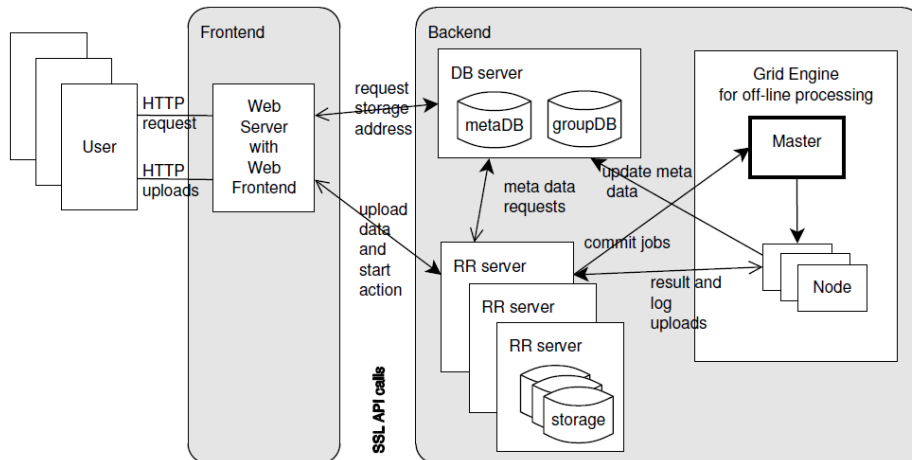 Frontend
Backend
User
HTTP
request
HTTP
uploads
Web
Server
with
Web
Frontend
request
storage
address
upload
data
and
start
action
SSL API calls
DB server
metaDB
groupDB
meta data
requests
update meta
data
commit jobs
RR server
RR server
RR server
storage
result and
log
uploads
Grid Engine
for off-line processing
Master
Node